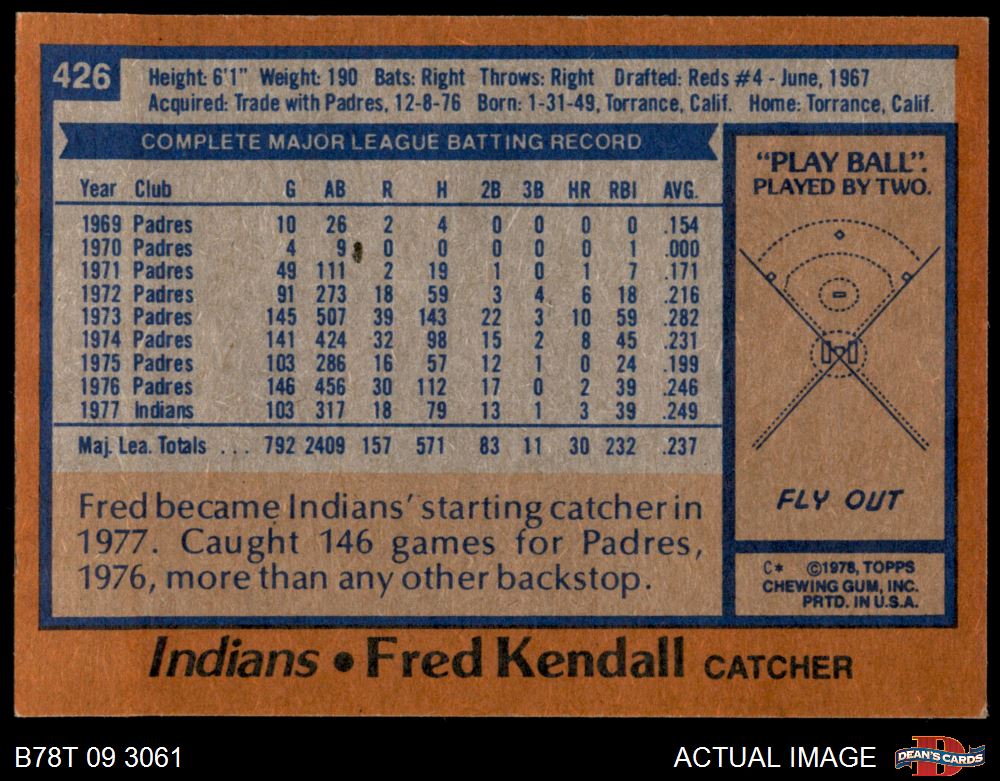 426
Height: 6'1" Weight: 190 Bats: Right Throws: Right Drafted: Reds #4 - June, 1967
Acquired: Trade with Padres, 12-8-76 Born: 1-31-49, Torrance, Calif. Home: Torrance, Calif.
COMPLETE MAJOR LEAGUE BATTING RECORD
Year Club G AB R H 2B 3B HR RBI AVG.
1969 Padres 10 26 2 4 0 0 0 0 .154
1970 Padres 4 9 0 0 0 0 0 1 .000
1971 Padres 49 111 2 19 1 0 1 7 .171
1972 Padres 91 273 18 59 3 4 6 18 .216
1973 Padres 145 507 39 143 22 3 10 59 .282
1974 Padres 141 424 32 98 15 2 8 45 .231
1975 Padres 103 286 16 57 12 1 0 24 .199
1976 Padres 146 456 30 112 17 0 2 39 .246
1977 Indians 103 317 18 79 13 1 3 39 .249
Maj. Lea. Totals ... 792 2409 157 571 83 11 30 232 .237
Fred became Indians' starting catcher in
1977. Caught 146 games for Padres,
1976, more than any other backstop.
"PLAY BALL".
PLAYED BY TWO.
FLY OUT
C* ©1978, TOPPS
CHEWING GUM, INC.
PRTD. IN U.S.A.
Indians • Fred Kendall CATCHER
B78T 09 3061
ACTUAL IMAGE
D
DEAN'S CARDS